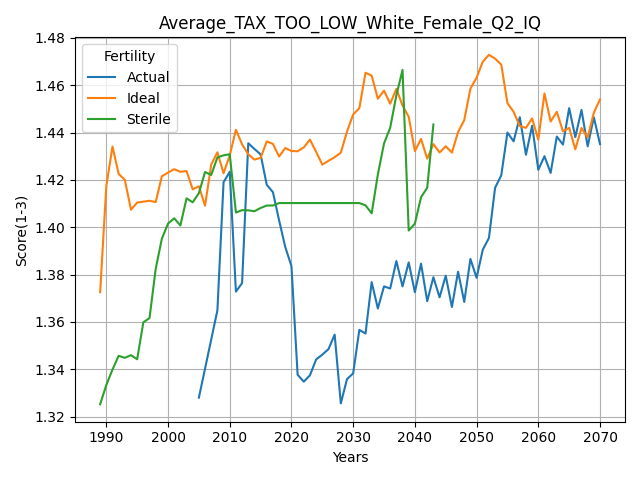 Average_TAX_TOO_LOW_White_Female_Q2_IQ
Fertility
Actual
Ideal
Sterile
Score(1-3)
1.48
1.46
1.44
1.42
1.40
1.38
1.36
1.34
1.32
1990 2000 2010 2020 2030 2040 2050 2060 2070
Years